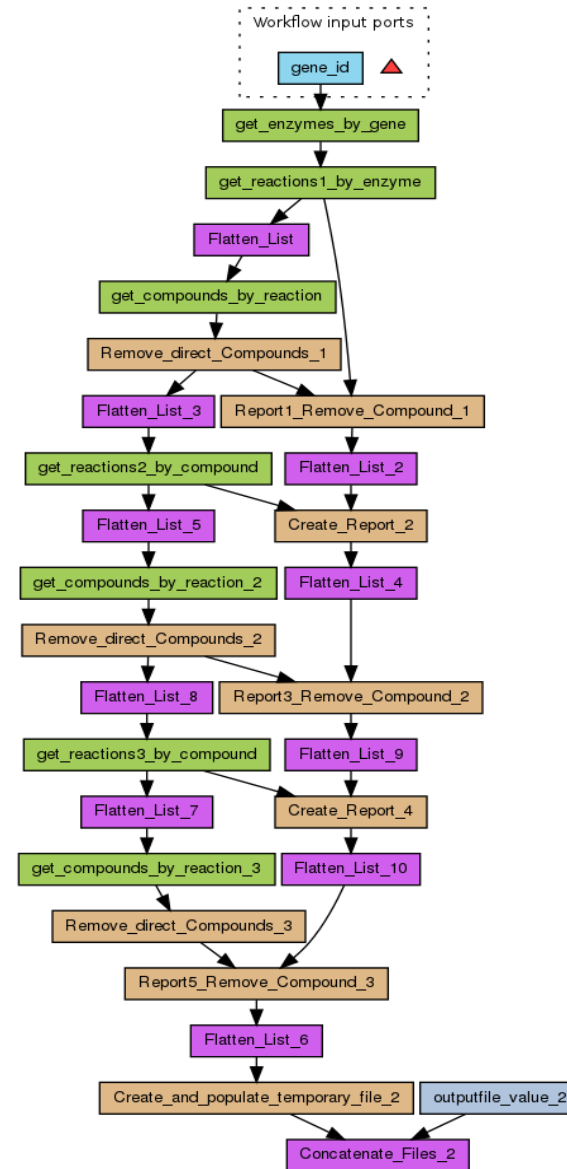 Workflow input ports
gene_id
get_enzymes_by_gene
get_reactions1_by_enzyme
Flatten_List
get_compounds_by_reaction
Remove_direct_Compounds_1
Flatten_List_3
Report1_Remove_Compound_1
get_reactions2_by_compound
Flatten_List_2
Flatten_List_5
Create_Report_2
get_compounds_by_reaction_2
Flatten_List_4
Remove_direct_Compounds_2
Flatten_List_8
Report3_Remove_Compound_2
get_reactions3_by_compound
Flatten_List_9
Flatten_List_7
Create_Report_4
get_compounds_by_reaction_3
Flatten_List_10
Remove_direct_Compounds_3
Report5_Remove_Compound_3
Flatten_List_6
Create_and_populate_temporary_file_2
outputfile_value_2
Concatenate_Files_2